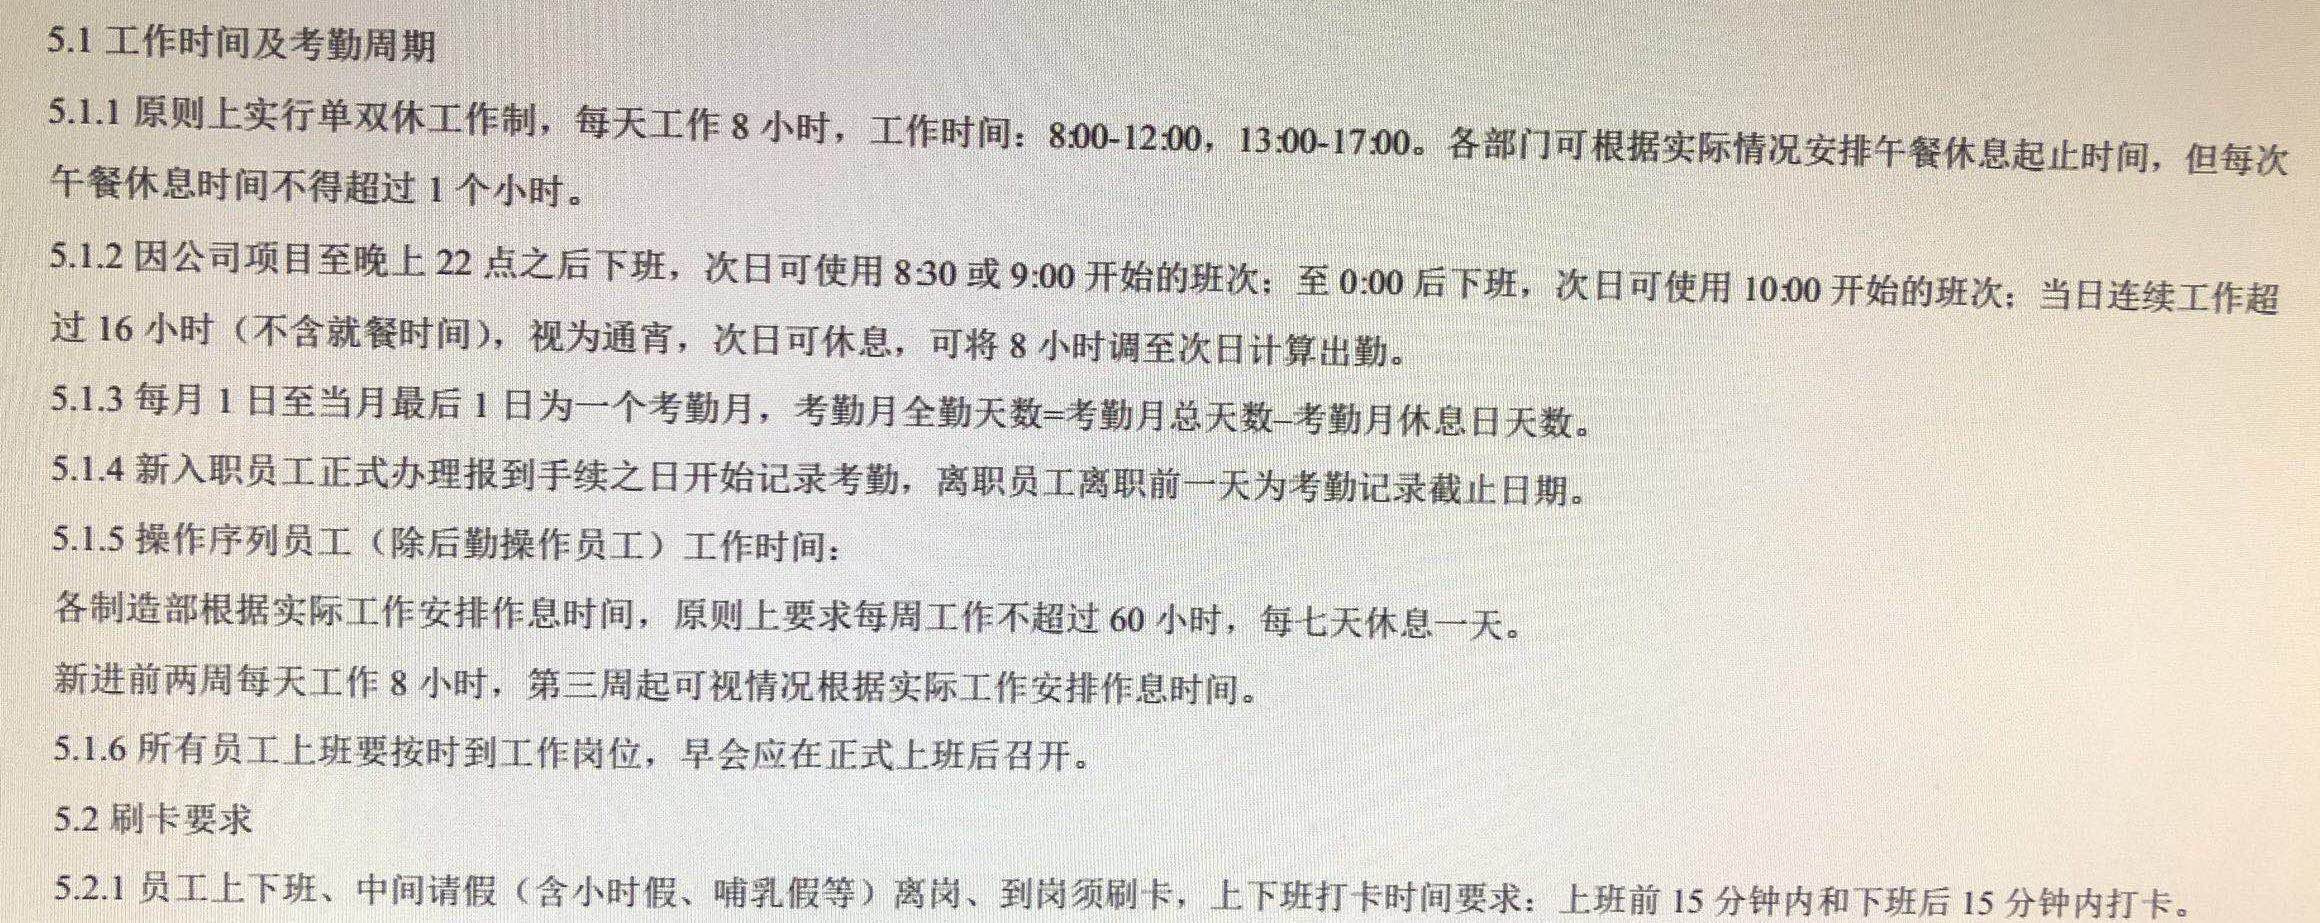 5.1 工作时间及考勤周期
5.1.1 原则上实行单双休工作制，每天工作 8 小时，工作时间：8:00-12:00，13:00-17:00。各部门可根据实际情况安排午餐休息起止时间，但每次
午餐休息时间不得超过 1 个小时。
5.1.2 因公司项目至晚上 22 点之后下班，次日可使用 8:30 或 9:00 开始的班次；至 0:00 后下班，次日可使用 10:00 开始的班次；当日连续工作超
过 16 小时（不含就餐时间），视为通宵，次日可休息，可将 8 小时调至次日计算出勤。
5.1.3 每月 1 日至当月最后 1 日为一个考勤月，考勤月全勤天数=考勤月总天数–考勤月休息日天数。
5.1.4 新入职员工正式办理报到手续之日开始记录考勤，离职员工离职前一天为考勤记录截止日期。
5.1.5 操作序列员工（除后勤操作员工）工作时间：
各制造部根据实际工作安排作息时间，原则上要求每周工作不超过 60 小时，每七天休息一天。
新进前两周每天工作 8 小时，第三周起可视情况根据实际工作安排作息时间。
5.1.6 所有员工上班要按时到工作岗位，早会应在正式上班后召开。
5.2 刷卡要求
5.2.1 员工上下班、中间请假（含小时假、哺乳假等）离岗、到岗须刷卡，上下班打卡时间要求：上班前 15 分钟内和下班后 15 分钟内打卡。